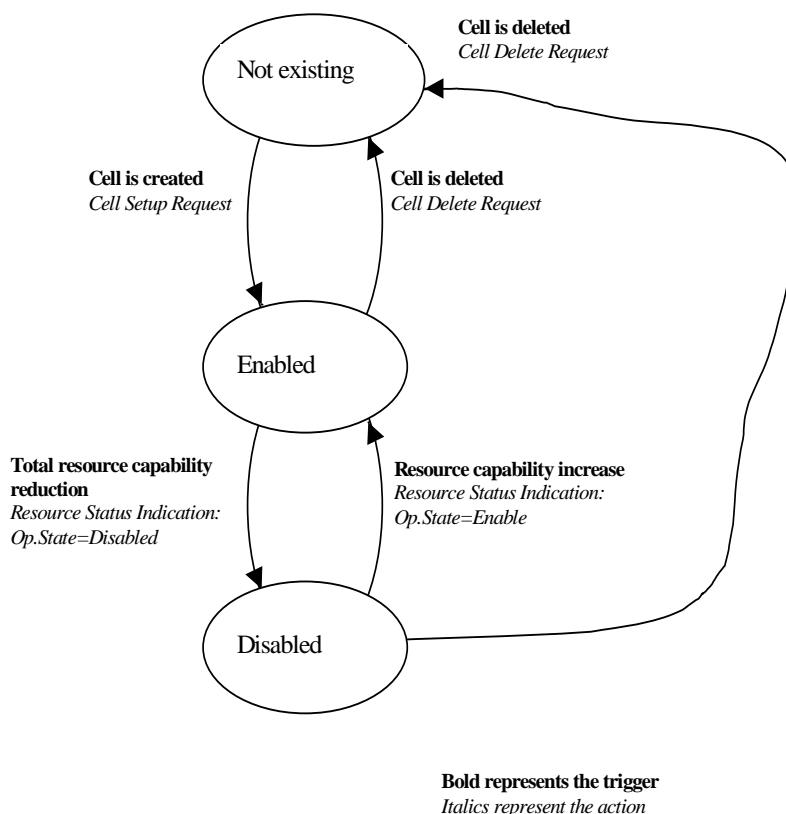 Cell is deleted
Cell Delete Request
Not existing
Cell is created
Cell Setup Request
Cell is deleted
Cell Delete Request
Enabled
Total resource capability
reduction
Resource Status Indication:
Op.State=Disabled
Resource capability increase
Resource Status Indication:
Op.State=Enable
Disabled
Bold represents the trigger
Italics represent the action